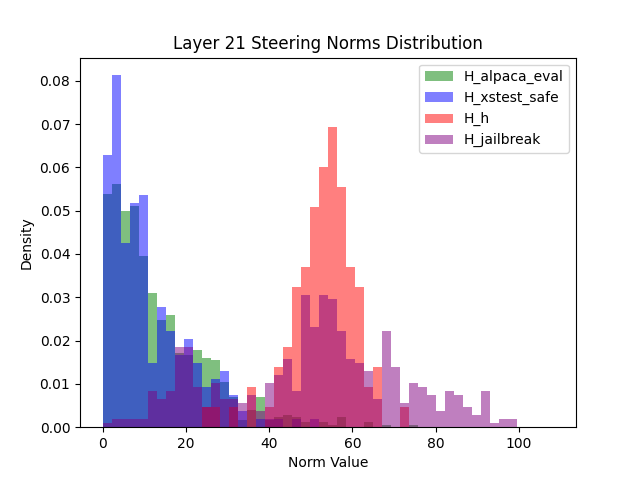 Layer 21 Steering Norms Distribution
H_alpaca_eval
H_xstest_safe
H_h
H_jailbreak
0.08
0.07
0.06
0.05
0.04
0.03
0.02
0.01
0.00
Density
0 20 40 60 80 100
Norm Value